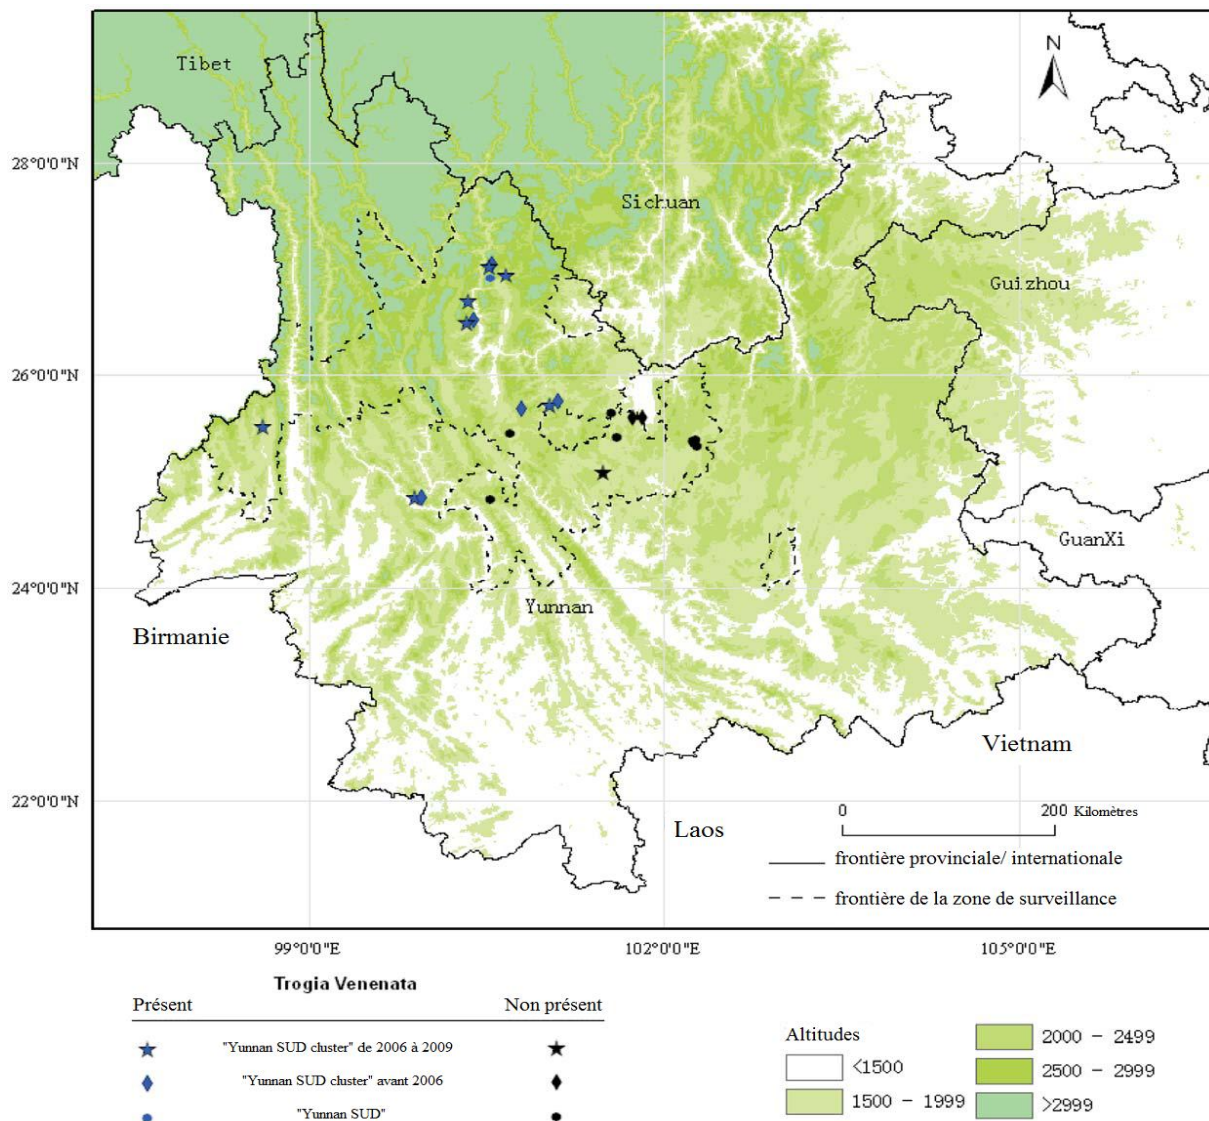 N
Tibet
28°0'0"N
Sichuan
Guizhou
26°0'0"N
GuanXi
24°0'0"N
Yunnan
Birmanie
Vietnam
22°0'0"N
0 200 Kilomètres
Laos
frontière provinciale/ internationale
frontière de la zone de surveillance
99°0'0"E 102°0'0"E 105°0'0"E
Trogia Venenata
Présent Non présent
"Yunnan SUD cluster" de 2006 à 2009
"Yunnan SUD cluster" avant 2006
"Yunnan SUD"
Altitudes
<1500
1500 - 1999
2000 - 2499
2500 - 2999
>2999